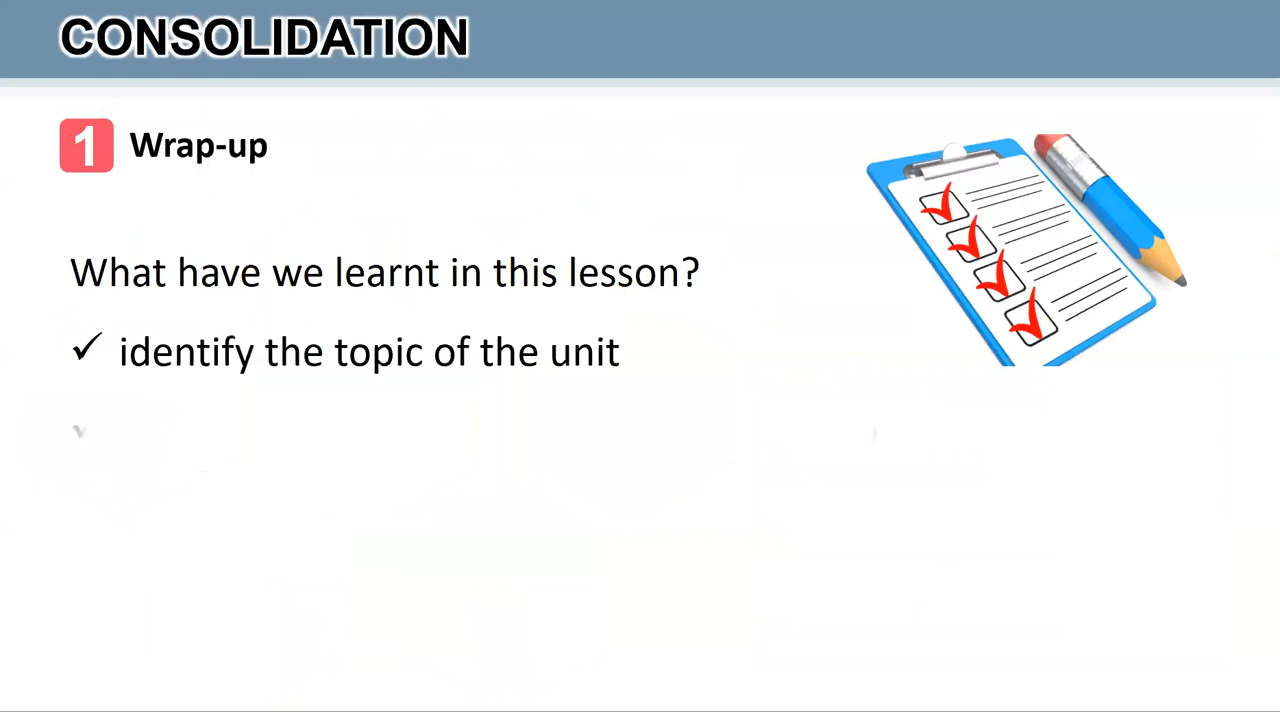 CONSOLIDATION
1 Wrap-up
What have we learnt in this lesson?
✓ identify the topic of the unit